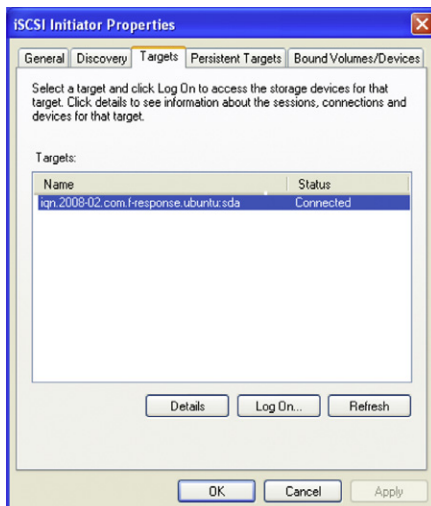 iSCSI Initiator Properties
General Discovery Targets Persistent Targets Bound Volumes/Devices
Select a target and click Log On to access the storage devices for that
target. Click details to see information about the sessions, connections and
devices for that target.
Targets:
Name Status
iqn.2008-02.com.f-response.ubuntu:sda Connected
Details Log On... Refresh
OK Cancel Apply